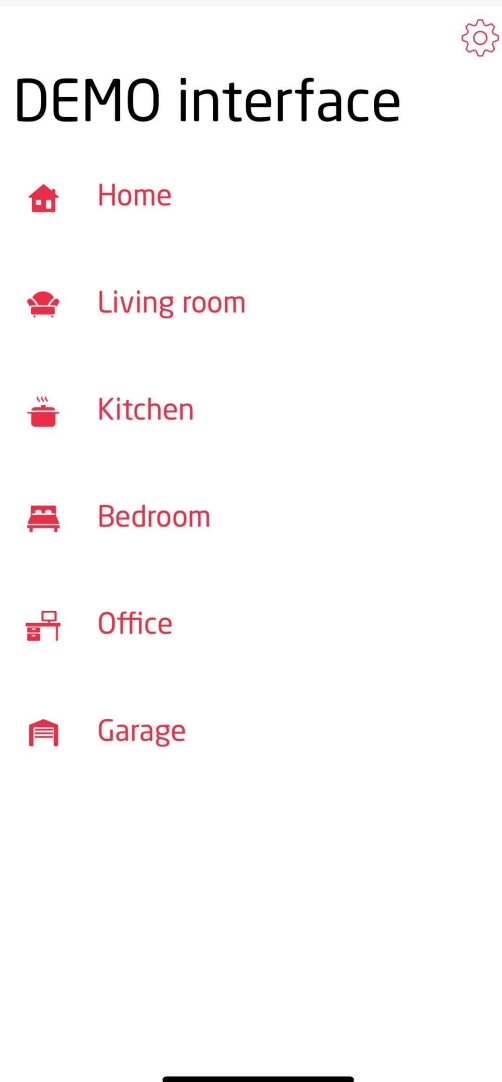 DEMO interface
Home
Living room
Kitchen
Bedroom
Office
Garage